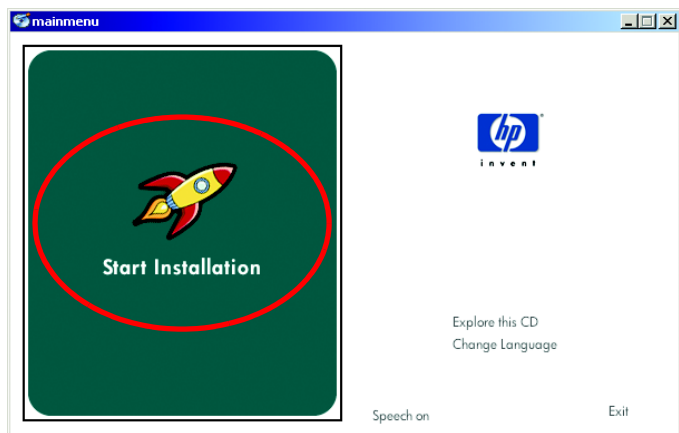 mainmenu
hp
invent
Start Installation
Explore this CD
Change Language
Speech on
Exit